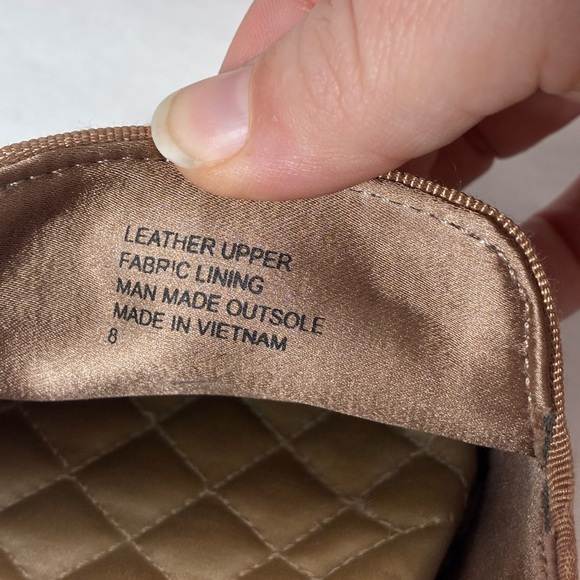 LEATHER UPPER
FABRIC LINING
MAN MADE OUTSOLE
MADE IN VIETNAM
8